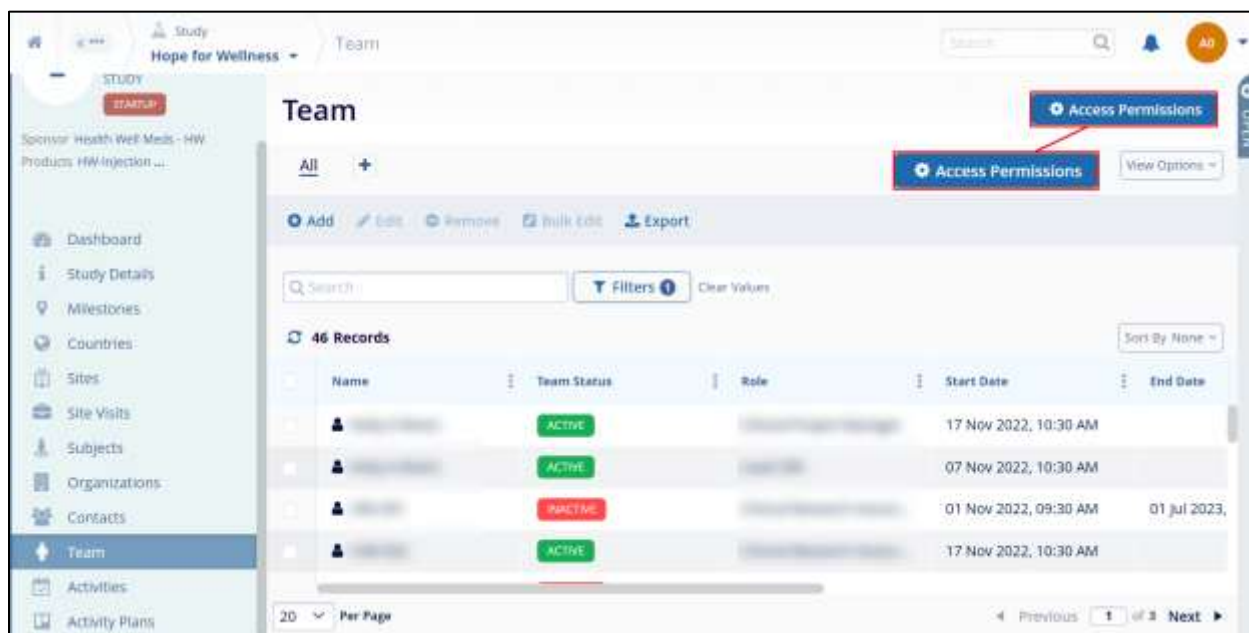 Study
Hope for Wellness
Team
Search
AD
STUDY
STARTUP
Sponsor Health Well Meds - HW
Products HW-Injection ...
Team
Access Permissions
All +
Access Permissions
View Options
OPEN
Add Edit Remove Bulk Edit Export
Search
Filters 1
Clear Values
46 Records
Sort By None
Name Team Status Role Start Date End Date
ACTIVE 17 Nov 2022, 10:30 AM
ACTIVE 07 Nov 2022, 10:30 AM
INACTIVE 01 Nov 2022, 09:30 AM 01 Jul 2023,
ACTIVE 17 Nov 2022, 10:30 AM
Dashboard
Study Details
Milestones
Countries
Sites
Site Visits
Subjects
Organizations
Contacts
Team
Activities
Activity Plans
20 Per Page
Previous 1 of 3 Next